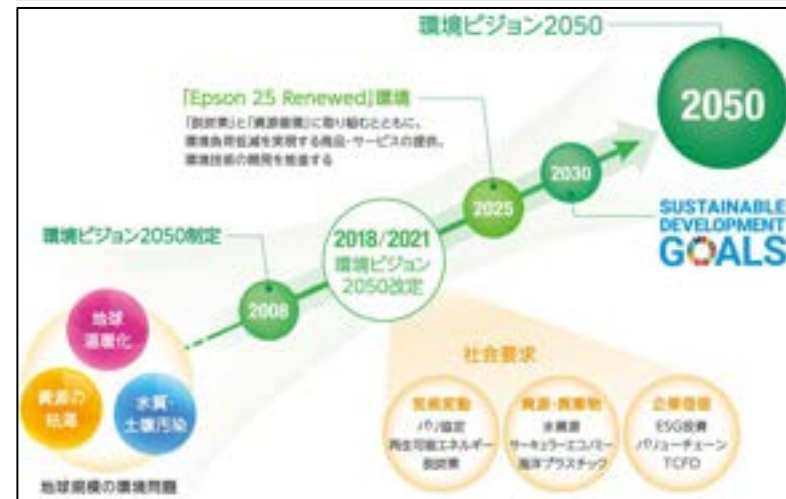 環境ビジョン2050
2050
「Epson 25 Renewed」環境
「脱炭素」と「資源循環」に取り組むとともに、
環境負荷低減を実現する商品・サービスの提供、
環境技術の開発を推進する
2030
2025
SUSTAINABLE
DEVELOPMENT
GOALS
環境ビジョン2050制定
2018/2021
環境ビジョン
2050改定
2008
地球
温暖化
資源の
枯渇
水質・
土壌汚染
地球規模の環境問題
社会要求
気候変動
パリ協定
再生可能エネルギー
脱炭素
資源・廃棄物
水資源
サーキュラーエコノミー
海洋プラスチック
企業価値
ESG投資
バリューチェーン
TCFD